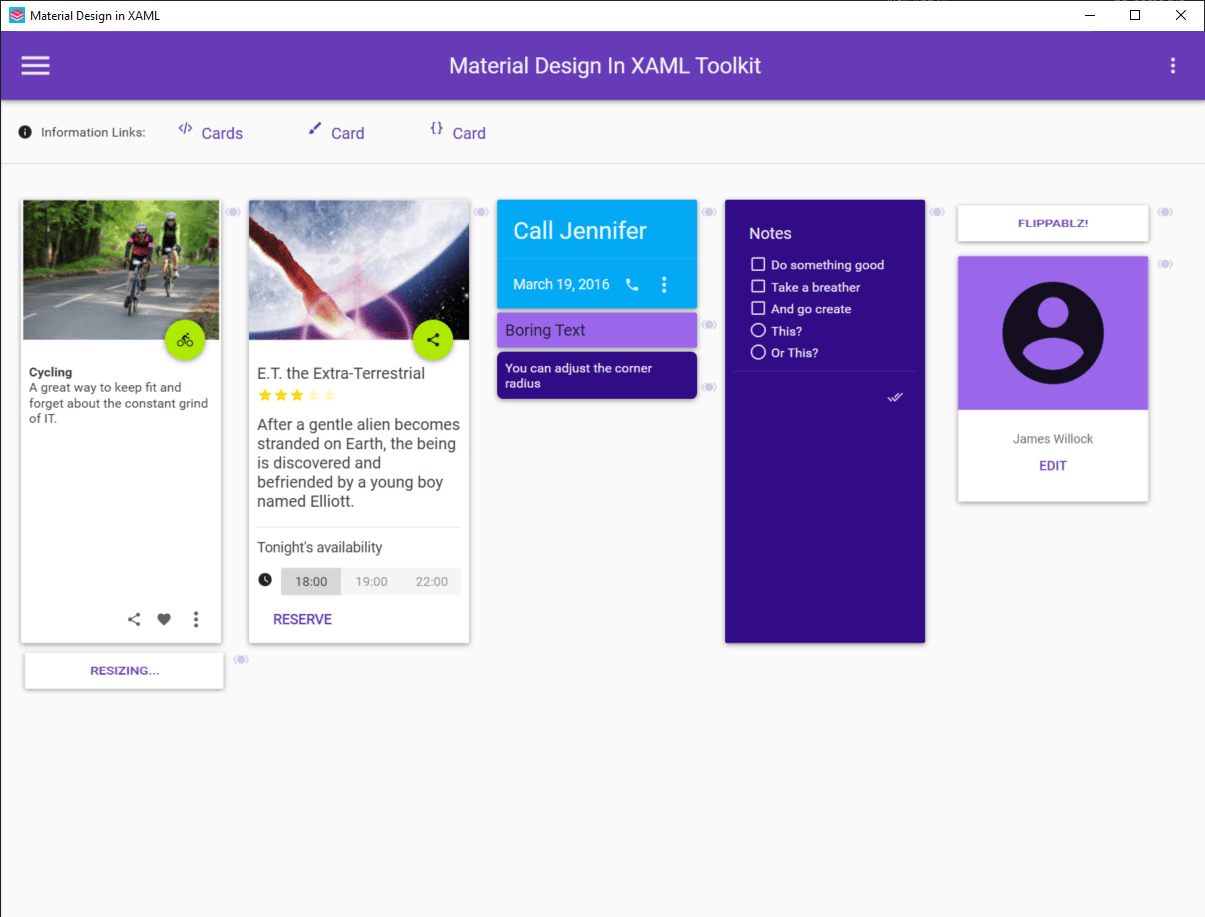 Material Design in XAML
Material Design In XAML Toolkit
Information Links:
Cards
Card
Card
Cycling
A great way to keep fit and
forget about the constant grind
of IT.
RESIZING...
E.T. the Extra-Terrestrial
After a gentle alien becomes
stranded on Earth, the being
is discovered and
befriended by a young boy
named Elliott.
Tonight's availability
18:00 19:00 22:00
RESERVE
Call Jennifer
March 19, 2016
Boring Text
You can adjust the corner
radius
Notes
Do something good
Take a breather
And go create
This?
Or This?
FLIPPABLZ!
James Willock
EDIT